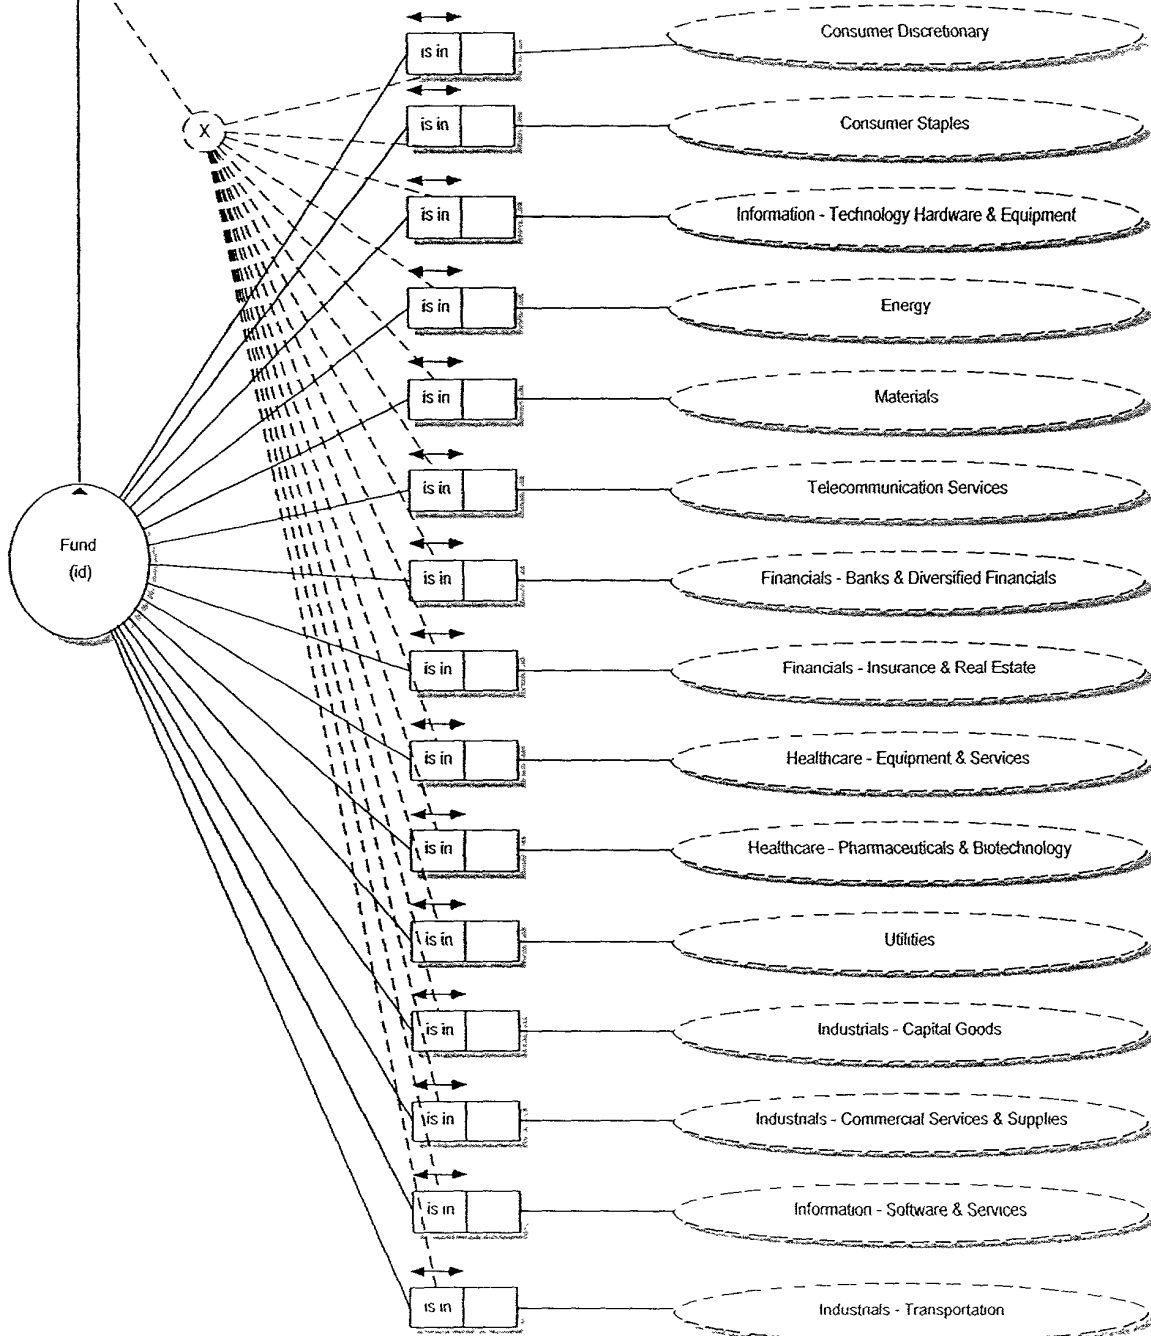 is in Consumer Discretionary
X
is in Consumer Staples
is in Information - Technology Hardware & Equipment
is in Energy
is in Materials
is in Telecommunication Services
Fund
(id)
is in Financials - Banks & Diversified Financials
is in Financials - Insurance & Real Estate
is in Healthcare - Equipment & Services
is in Healthcare - Pharmaceuticals & Biotechnology
is in Utilities
is in Industrials - Capital Goods
is in Industrials - Commercial Services & Supplies
is in Information - Software & Services
is in Industrials - Transportation